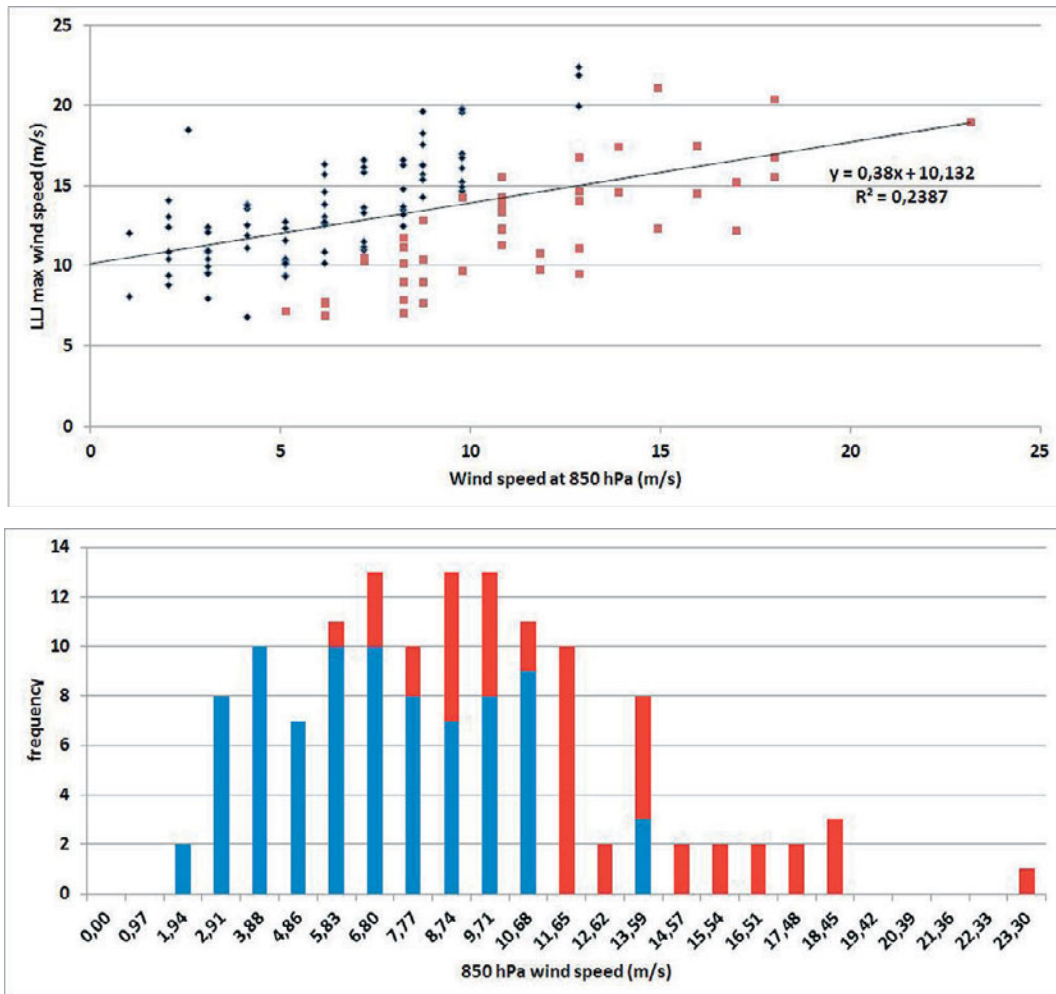 25
20
15
10
5
0
LLJ max wind speed (m/s)
y = 0,38x + 10,132
R² = 0,2387
0 5 10 15 20 25
Wind speed at 850 hPa (m/s)
14
12
10
8
6
4
2
0
frequency
0,00 0,97 1,94 2,91 3,88 4,86 5,83 6,80 7,77 8,74 9,71 10,68 11,65 12,62 13,59 14,57 15,54 16,51 17,48 18,45 19,42 20,39 21,36 22,33 23,30
850 hPa wind speed (m/s)